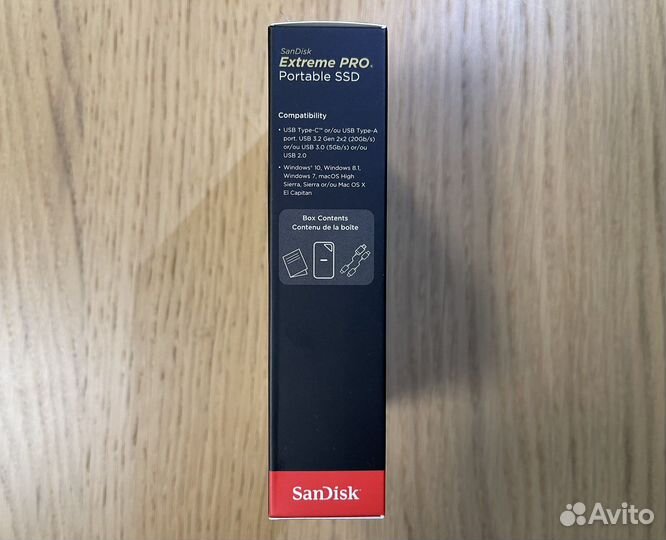 SanDisk
Extreme PRO®
Portable SSD
Compatibility
• USB Type-C™ or/ou USB Type-A
port. USB 3.2 Gen 2x2 (20Gb/s)
or/ou USB 3.0 (5Gb/s) or/ou
USB 2.0
• Windows® 10, Windows 8.1,
Windows 7, macOS High
Sierra, Sierra or/ou Mac OS X
El Capitan
Box Contents
Contenu de la boîte
SanDisk®
Avito